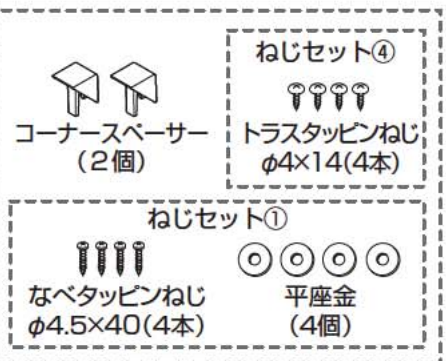 ねじセット④
コーナースペーサー
(2個)
トラスタッピンねじ
φ4×14(4本)
ねじセット①
なべタッピンねじ
φ4.5×40(4本)
平座金
(4個)